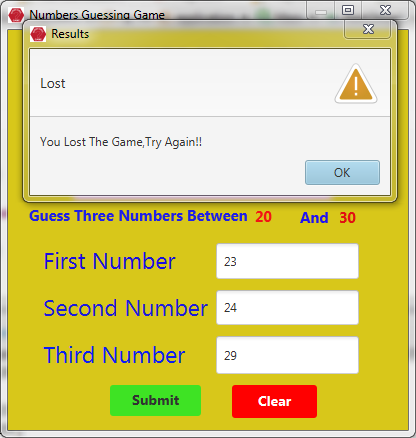 Numbers Guessing Game
Results
Lost
You Lost The Game,Try Again!!
OK
Guess Three Numbers Between 20 And 30
First Number 23
Second Number 24
Third Number 29
Submit Clear